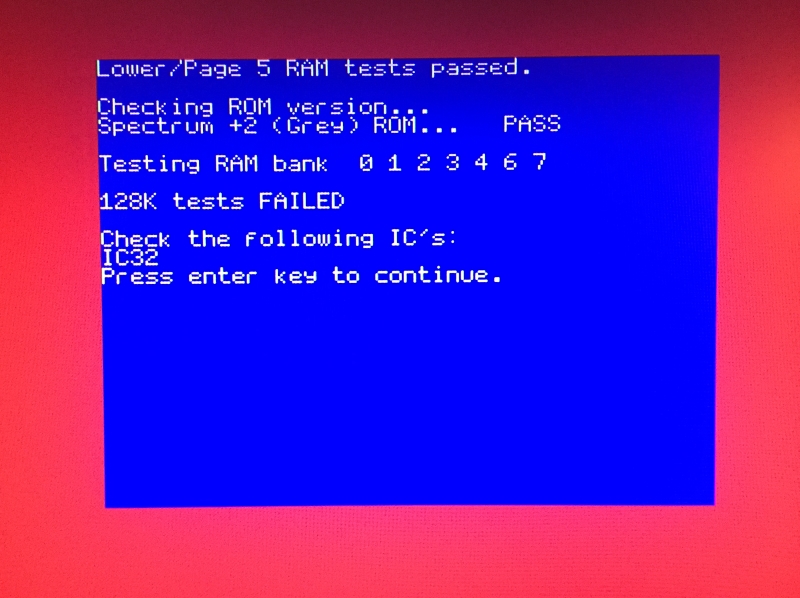 Lower/Page 5 RAM tests passed.
Checking ROM version...
Spectrum +2 (Grey) ROM... PASS
Testing RAM bank 0 1 2 3 4 6 7
128K tests FAILED
Check the following IC's:
IC32
Press enter key to continue.